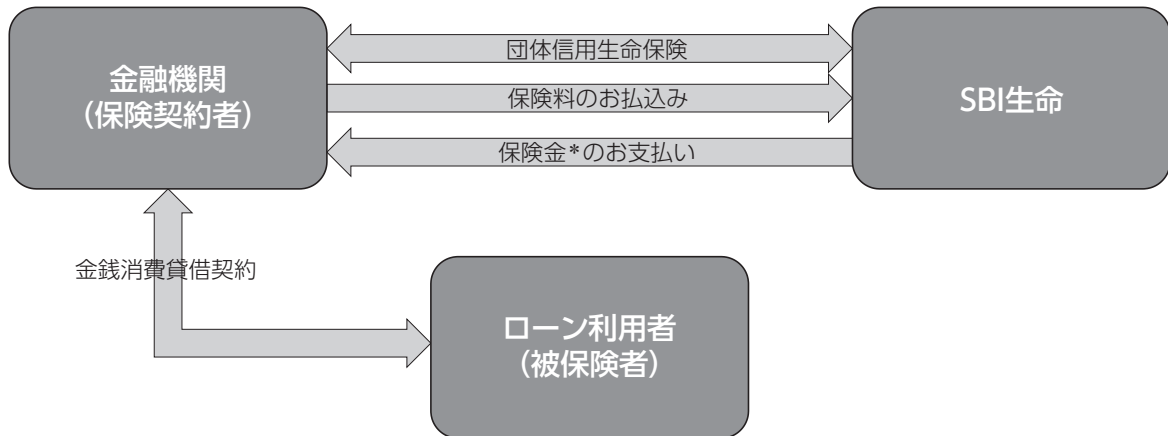 金融機関
（保険契約者）
団体信用生命保険
保険料のお払込み
保険金*のお支払い
SBI生命
金銭消費貸借契約
ローン利用者
（被保険者）